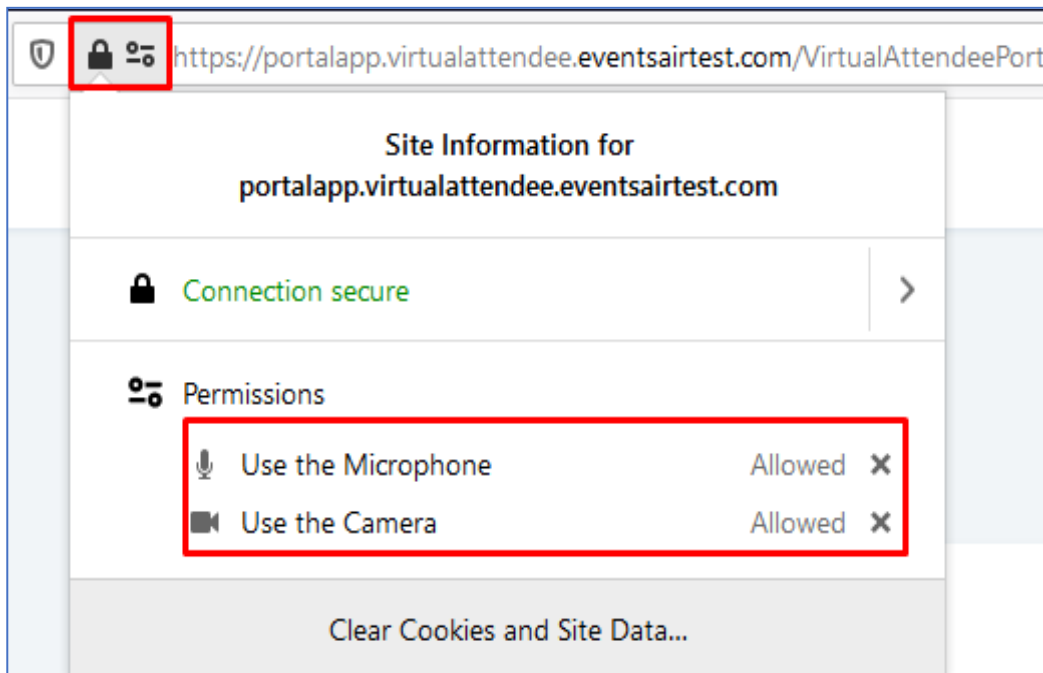 https://portalapp.virtualattendee.eventsairtest.com/VirtualAttendeePort
Site Information for
portalapp.virtualattendee.eventsairtest.com
Connection secure
Permissions
Use the Microphone Allowed
Use the Camera Allowed
Clear Cookies and Site Data...